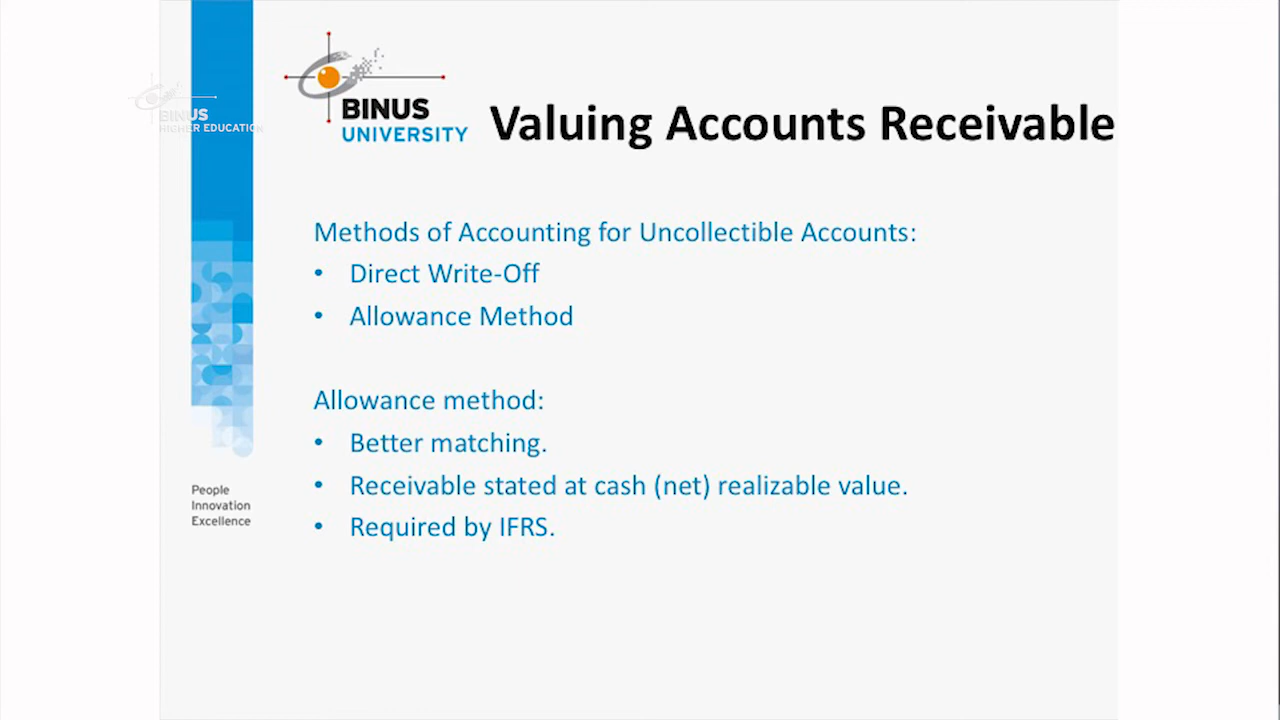 BINUS
HIGHER EDUCATION
BINUS
UNIVERSITY
Valuing Accounts Receivable
Methods of Accounting for Uncollectible Accounts:
• Direct Write-Off
• Allowance Method
Allowance method:
• Better matching.
• Receivable stated at cash (net) realizable value.
• Required by IFRS.
People
Innovation
Excellence